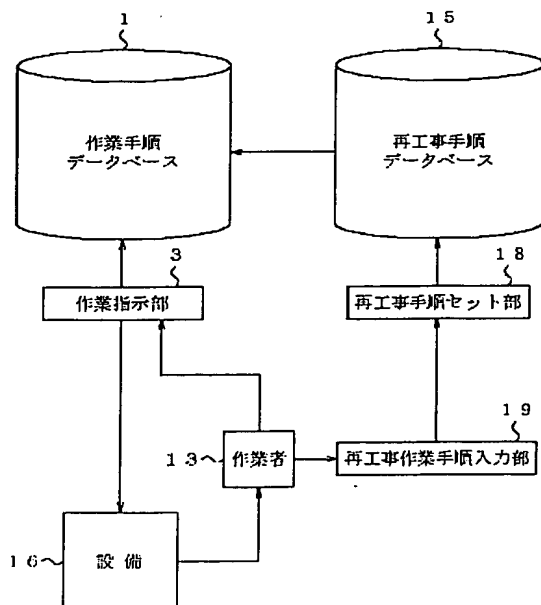 1
15
作業手順
データベース
再工事手順
データベース
3
18
作業指示部
再工事手順セット部
19
13
作業者
再工事作業手順入力部
16
設備